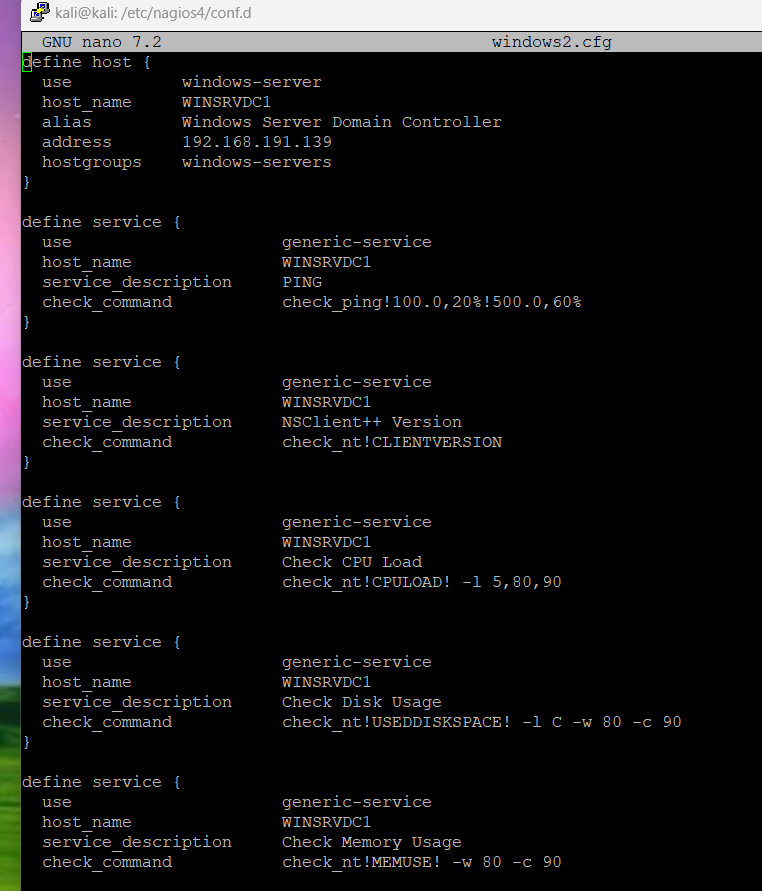 kali@kali: /etc/nagios4/conf.d
GNU nano 7.2 windows2.cfg
define host {
use windows-server
host_name WINSRVDC1
alias Windows Server Domain Controller
address 192.168.191.139
hostgroups windows-servers
}
define service {
use generic-service
host_name WINSRVDC1
service_description PING
check_command check_ping!100.0,20%!500.0,60%
}
define service {
use generic-service
host_name WINSRVDC1
service_description NSClient++ Version
check_command check_nt!CLIENTVERSION
}
define service {
use generic-service
host_name WINSRVDC1
service_description Check CPU Load
check_command check_nt!CPULOAD! -l 5,80,90
}
define service {
use generic-service
host_name WINSRVDC1
service_description Check Disk Usage
check_command check_nt!USEDDISKSPACE! -l C -w 80 -c 90
}
define service {
use generic-service
host_name WINSRVDC1
service_description Check Memory Usage
check_command check_nt!MEMUSE! -w 80 -c 90